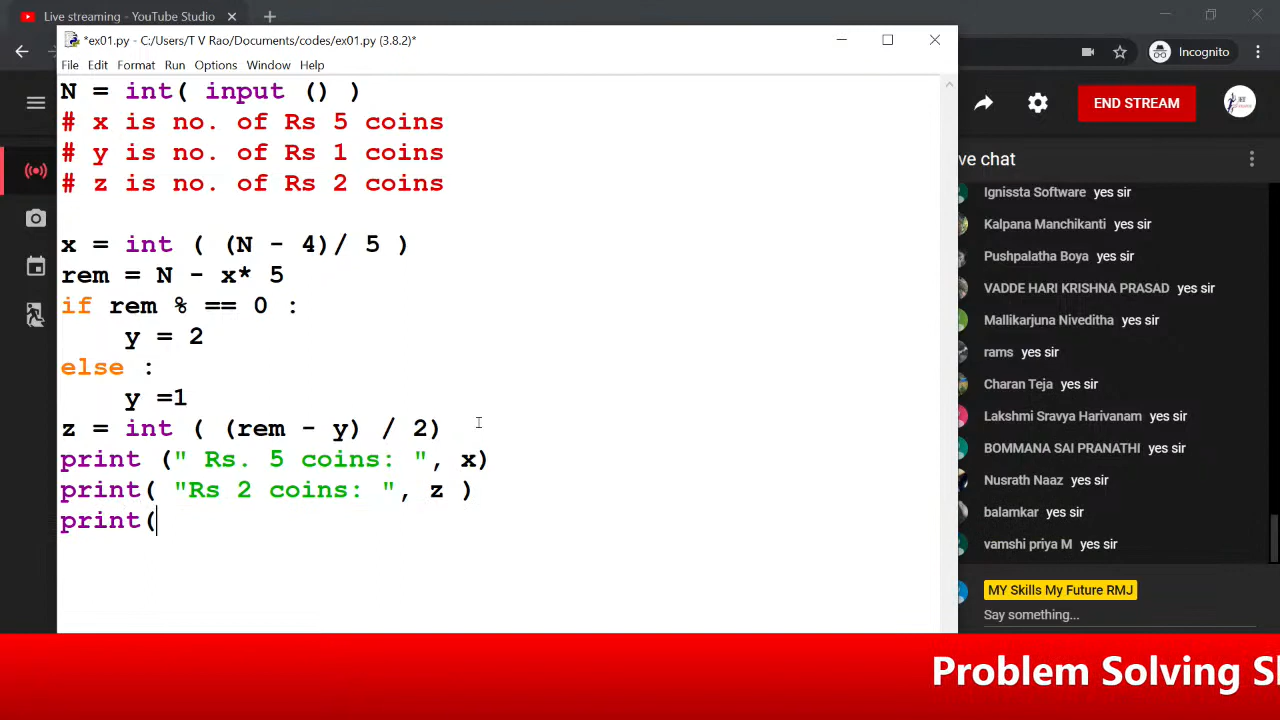 Live streaming - YouTube Studio
*ex01.py - C:/Users/T V Rao/Documents/codes/ex01.py (3.8.2)*
Incognito
File Edit Format Run Options Window Help
N = int( input () )
# x is no. of Rs 5 coins
# y is no. of Rs 1 coins
# z is no. of Rs 2 coins
x = int ( (N - 4)/ 5 )
rem = N - x* 5
if rem % == 0 :
y = 2
else :
y =1
z = int ( (rem - y) / 2)
print (" Rs. 5 coins: ", x)
print( "Rs 2 coins: ", z )
print(
END STREAM
ve chat
Ignissta Software yes sir
Kalpana Manchikanti yes sir
Pushpalatha Boya yes sir
VADDE HARI KRISHNA PRASAD yes sir
Mallikarjuna Niveditha yes sir
rams yes sir
Charan Teja yes sir
Lakshmi Sravya Harivanam yes sir
BOMMANA SAI PRANATHI yes sir
Nusrath Naaz yes sir
balamkar yes sir
vamshi priya M yes sir
MY Skills My Future RMJ
Say something...
Problem Solving S